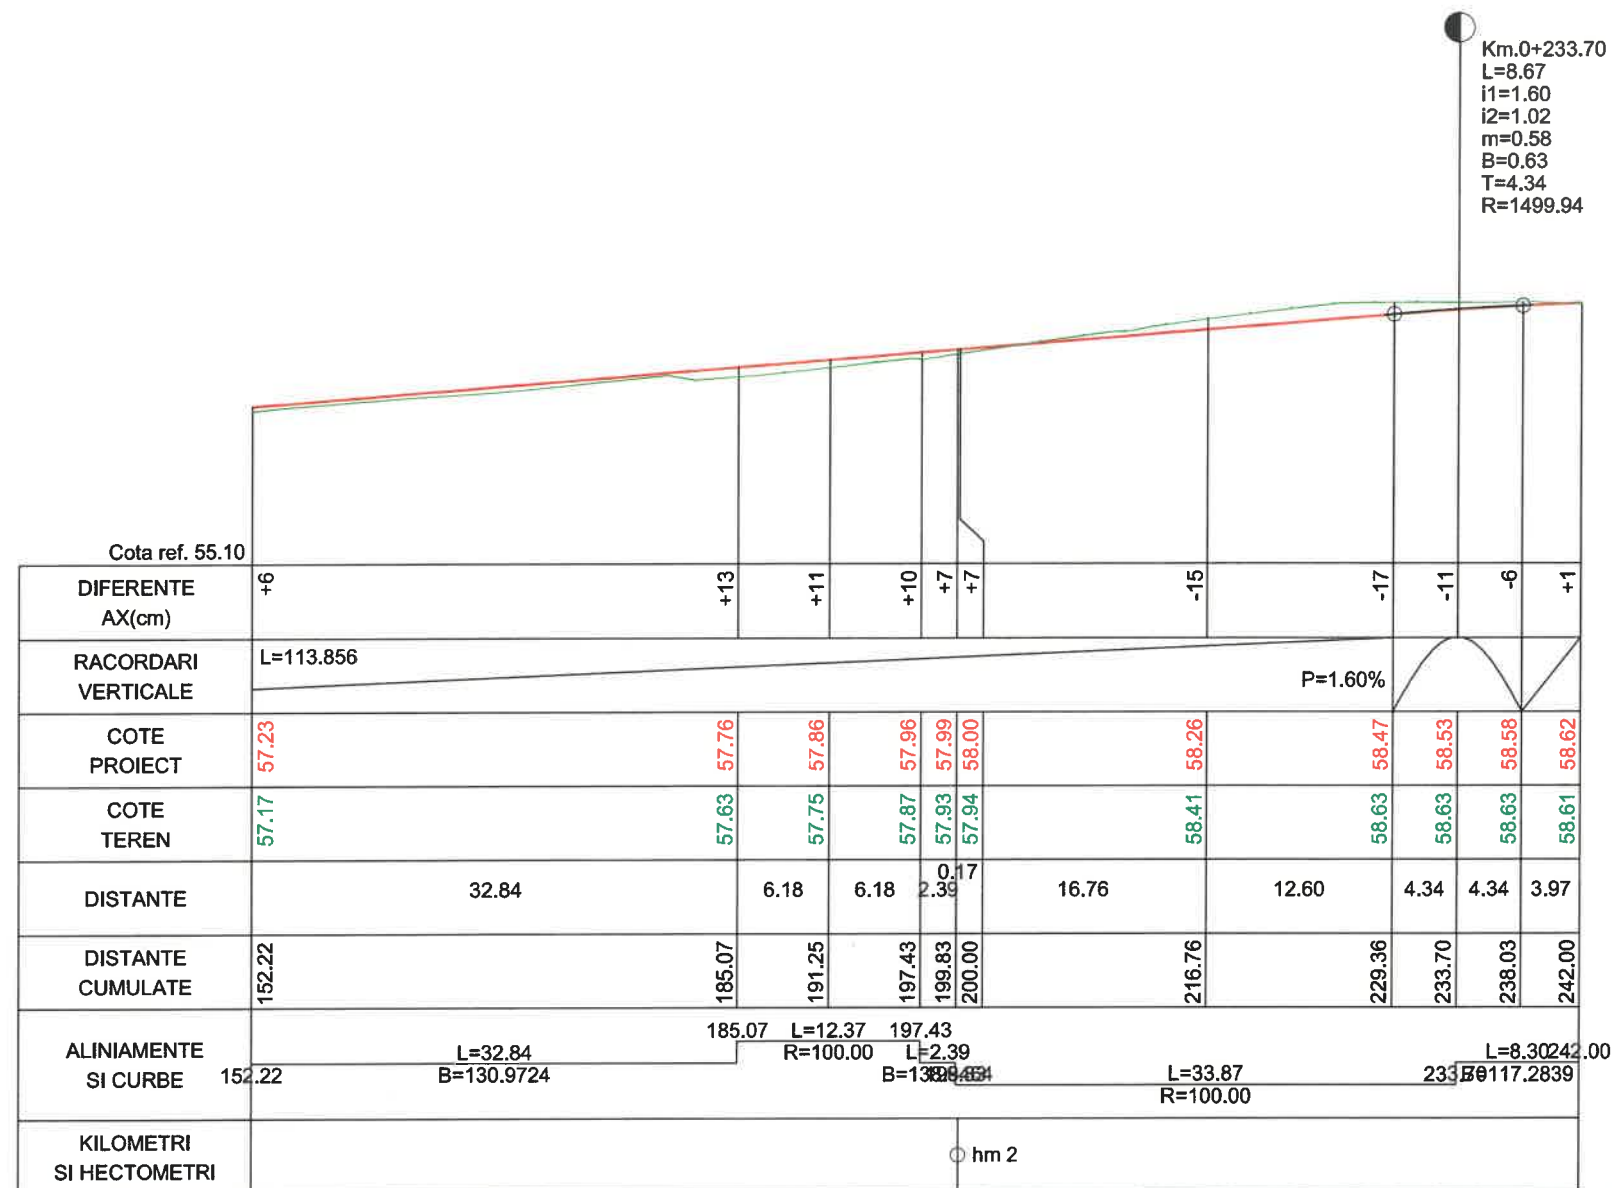 Km.0+233.70
L=8.67
i1=1.60
i2=1.02
m=0.58
B=0.63
T=4.34
R=1499.94
Cota ref. 55.10
DIFERENTE
AX(cm)
+6 +13 +11 +10 +7 +7 -15 -17 -11 -6 +1
RACORDARI
VERTICALE
L=113.856
P=1.60%
COTE
PROIECT
57.23 57.76 57.86 57.96 57.99 58.00 58.26 58.47 58.53 58.58 58.62
COTE
TEREN
57.17 57.63 57.75 57.87 57.93 57.94 58.41 58.63 58.63 58.63 58.61
DISTANTE
32.84 6.18 6.18 2.39 0.17 16.76 12.60 4.34 4.34 3.97
DISTANTE
CUMULATE
152.22 185.07 191.25 197.43 199.83 200.00 216.76 229.36 233.70 238.03 242.00
ALINIAMENTE
SI CURBE
185.07 L=12.37 197.43
L=32.84 R=100.00 L=2.39 L=8.30 242.00
152.22 B=130.9724 L=33.87 233.70 B=117.2839
R=100.00
KILOMETRI
SI HECTOMETRI
hm 2